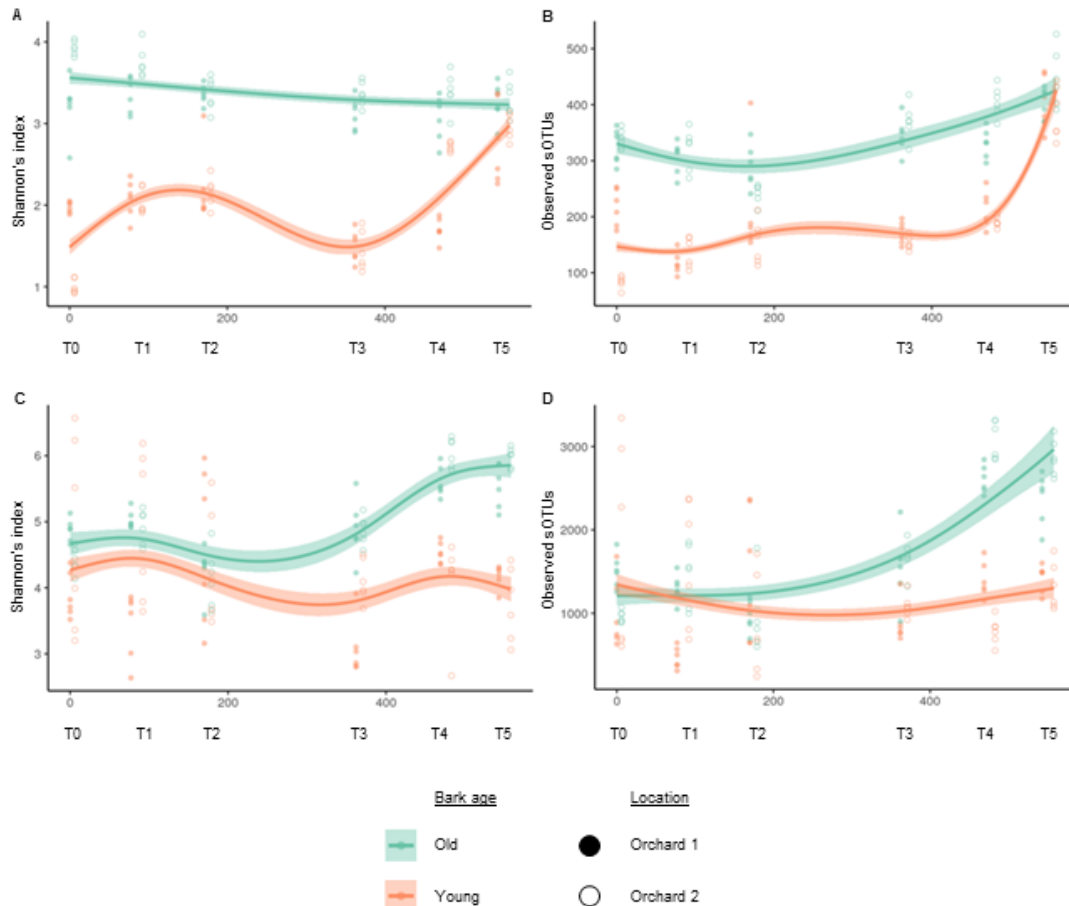 A
Shannon's index
4
3
2
1
0
200
400
T0
T1
T2
T3
T4
T5
B
Observed sOTUs
500
400
300
200
100
0
200
400
T0
T1
T2
T3
T4
T5
C
Shannon's index
6
5
4
3
0
200
400
T0
T1
T2
T3
T4
T5
D
Observed sOTUs
3000
1000
1000
0
200
400
T0
T1
T2
T3
T4
T5
Bark age
Location
Old
Orchard 1
Young
Orchard 2